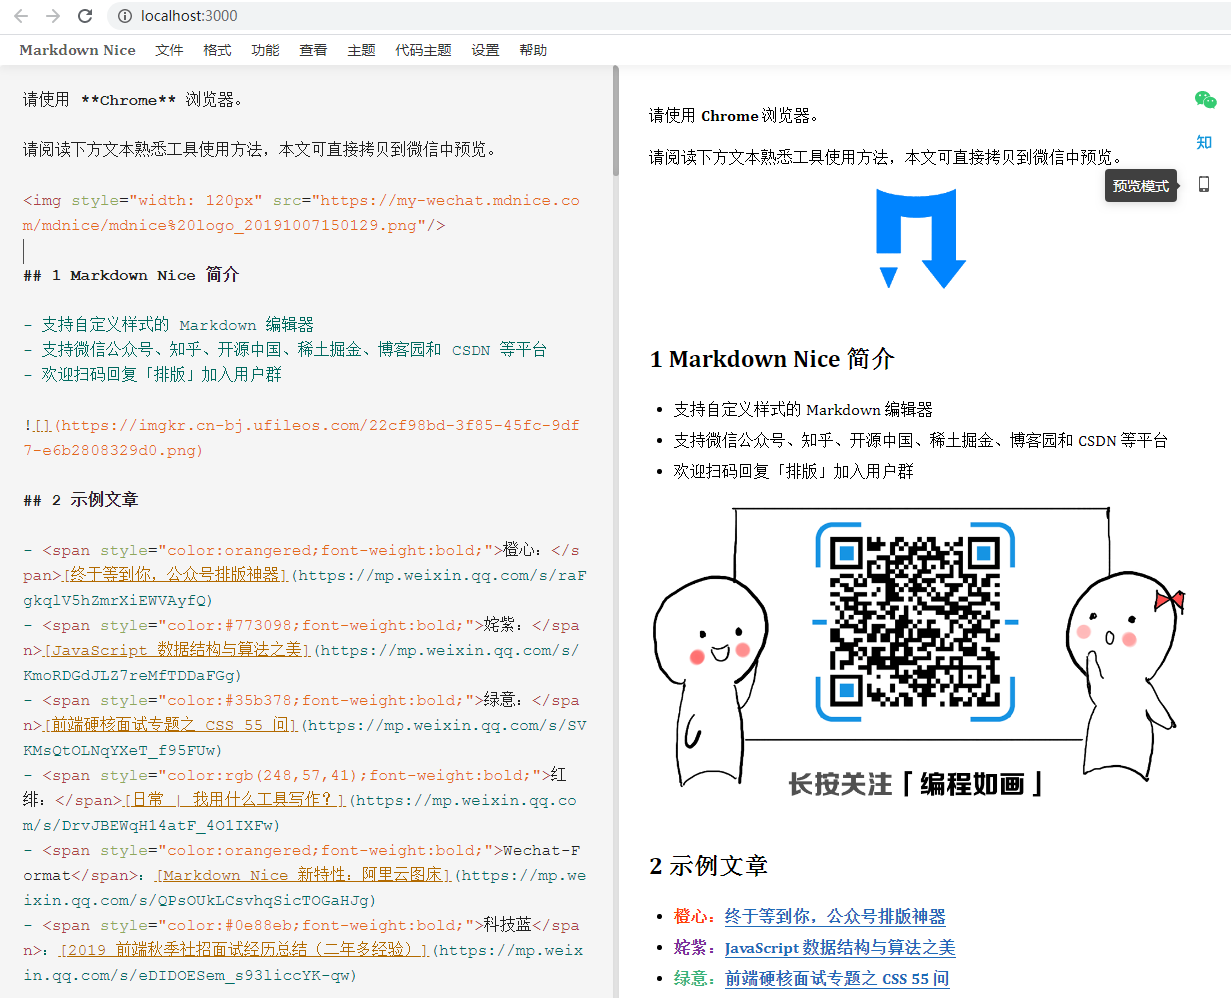 localhost:3000
Markdown Nice 文件 格式 功能 查看 主题 代码主题 设置 帮助
请使用 **Chrome** 浏览器。
请阅读下方文本熟悉工具使用方法，本文可直接拷贝到微信中预览。
<img style="width: 120px" src="https://my-wechat.mdnice.co
m/mdnice/mdnice%20logo_20191007150129.png"/>
## 1 Markdown Nice 简介
- 支持自定义样式的 Markdown 编辑器
- 支持微信公众号、知乎、开源中国、稀土掘金、博客园和 CSDN 等平台
- 欢迎扫码回复「排版」加入用户群
![](https://imgkr.cn-bj.ufileos.com/22cf98bd-3f85-45fc-9df
7-e6b2808329d0.png)
## 2 示例文章
- <span style="color:orangered;font-weight:bold;">橙心：</s
pan>[终于等到你，公众号排版神器](https://mp.weixin.qq.com/s/raF
gkqlV5hZmrXiEWVAyfQ)
- <span style="color:#773098;font-weight:bold;">姹紫：</spa
n>[JavaScript 数据结构与算法之美](https://mp.weixin.qq.com/s/
KmoRDGdJLZ7reMfTDDaFGg)
- <span style="color:#35b378;font-weight:bold;">绿意：</spa
n>[前端硬核面试专题之 CSS 55 问](https://mp.weixin.qq.com/s/SV
KMsQtOLNqYXeT_f95FUw)
- <span style="color:rgb(248,57,41);font-weight:bold;">红
绯：</span>[日常 | 我用什么工具写作？](https://mp.weixin.qq.co
m/s/DrvJBEWqH14atF_4O1IXFw)
- <span style="color:orangered;font-weight:bold;">Wechat-F
ormat</span>：[Markdown Nice 新特性：阿里云图床](https://mp.we
ixin.qq.com/s/QPsOUkLCsvhqSicTOGaHJg)
- <span style="color:#0e88eb;font-weight:bold;">科技蓝</spa
n>：[2019 前端秋季社招面试经历总结（二年多经验）](https://mp.weix
in.qq.com/s/eDIDOESem_s93liccYK-qw)
请使用 Chrome 浏览器。
请阅读下方文本熟悉工具使用方法，本文可直接拷贝到微信中预览。
知
预览模式
1 Markdown Nice 简介
• 支持自定义样式的 Markdown 编辑器
• 支持微信公众号、知乎、开源中国、稀土掘金、博客园和 CSDN 等平台
• 欢迎扫码回复「排版」加入用户群
长按关注「编程如画」
2 示例文章
• 橙心：终于等到你，公众号排版神器
• 姹紫：JavaScript 数据结构与算法之美
• 绿意：前端硬核面试专题之 CSS 55 问